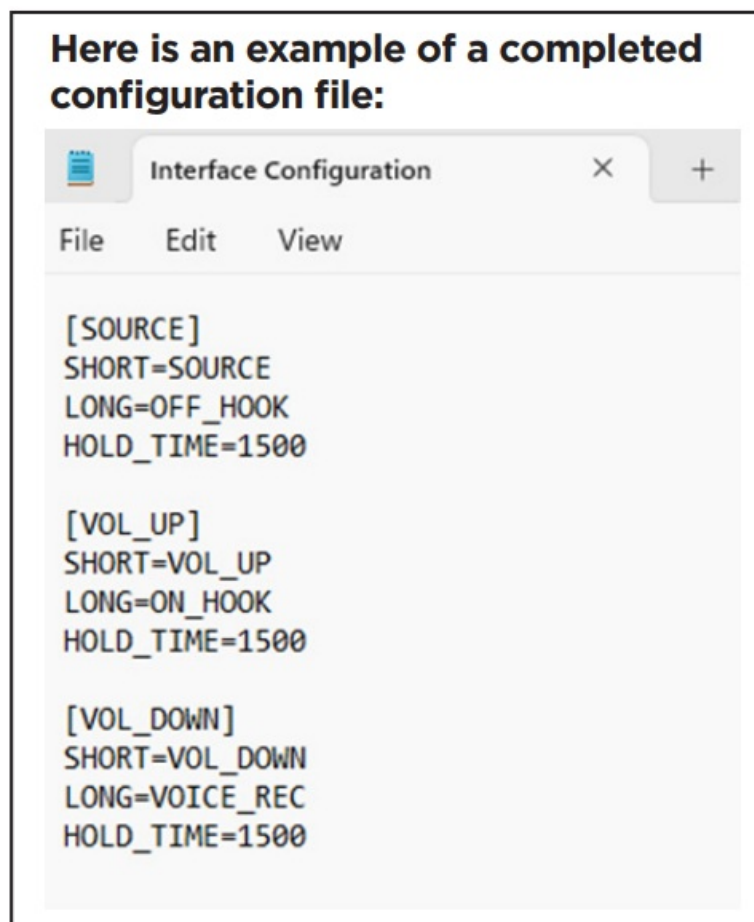 Here is an example of a completed
configuration file:
Interface Configuration
File Edit View
[SOURCE]
SHORT=SOURCE
LONG=OFF_HOOK
HOLD_TIME=1500
[VOL_UP]
SHORT=VOL_UP
LONG=ON_HOOK
HOLD_TIME=1500
[VOL_DOWN]
SHORT=VOL_DOWN
LONG=VOICE_REC
HOLD_TIME=1500